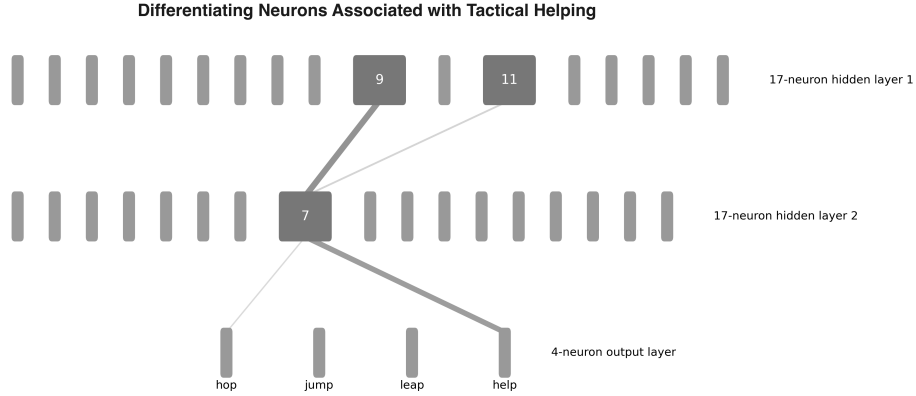 Differentiating Neurons Associated with Tactical Helping
9
11
17-neuron hidden layer 1
7
17-neuron hidden layer 2
4-neuron output layer
hop
jump
leap
help